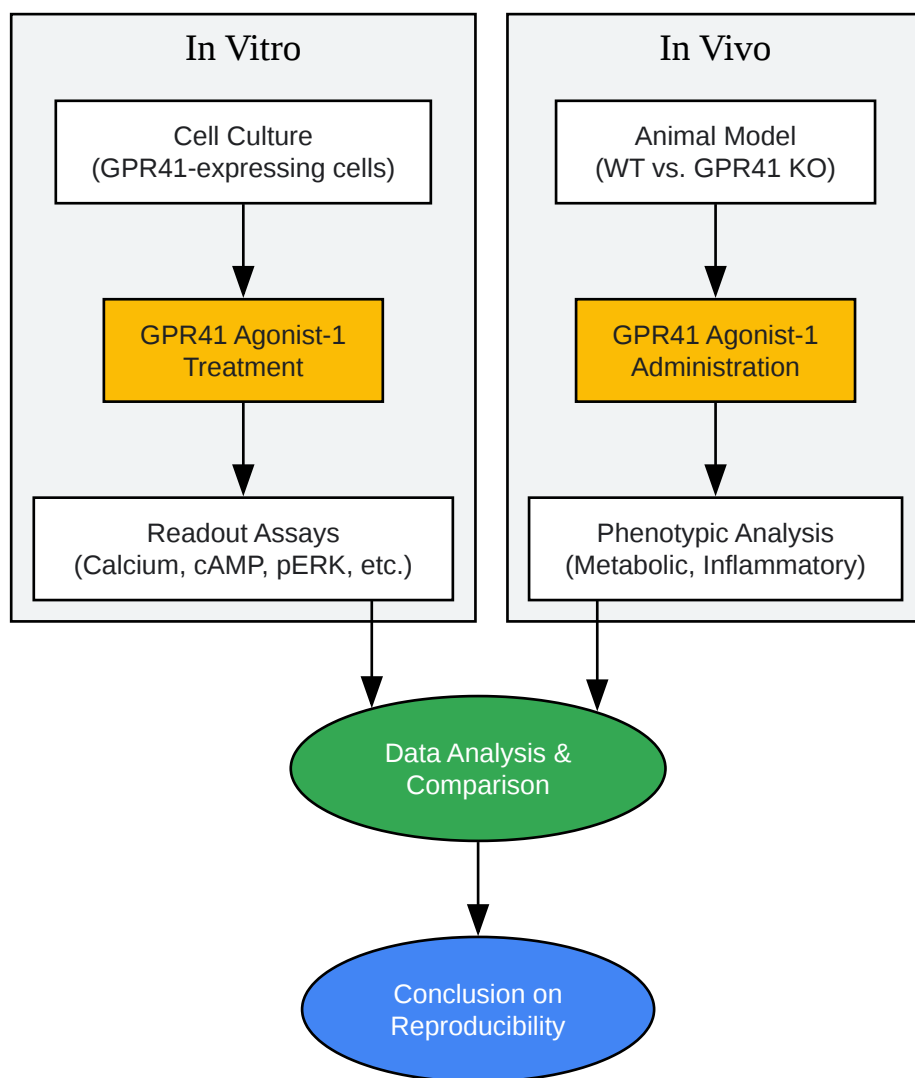 In Vitro
Cell Culture
(GPR41-expressing cells)
GPR41 Agonist-1
Treatment
Readout Assays
(Calcium, cAMP, pERK, etc.)
In Vivo
Animal Model
(WT vs. GPR41 KO)
GPR41 Agonist-1
Administration
Phenotypic Analysis
(Metabolic, Inflammatory)
Data Analysis &
Comparison
Conclusion on
Reproducibility